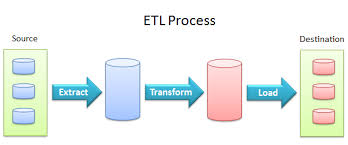 ETL Process
Source
Destination
Extract
Transform
Load